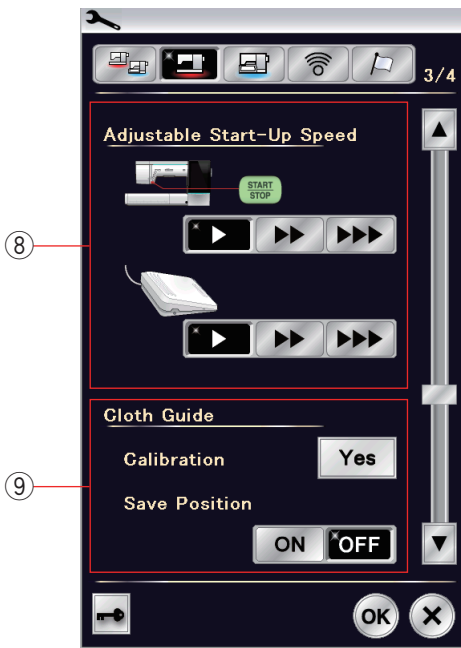 3/4
Adjustable Start-Up Speed
START
STOP
⑧
Cloth Guide
Calibration Yes
⑨
Save Position
ON OFF
OK